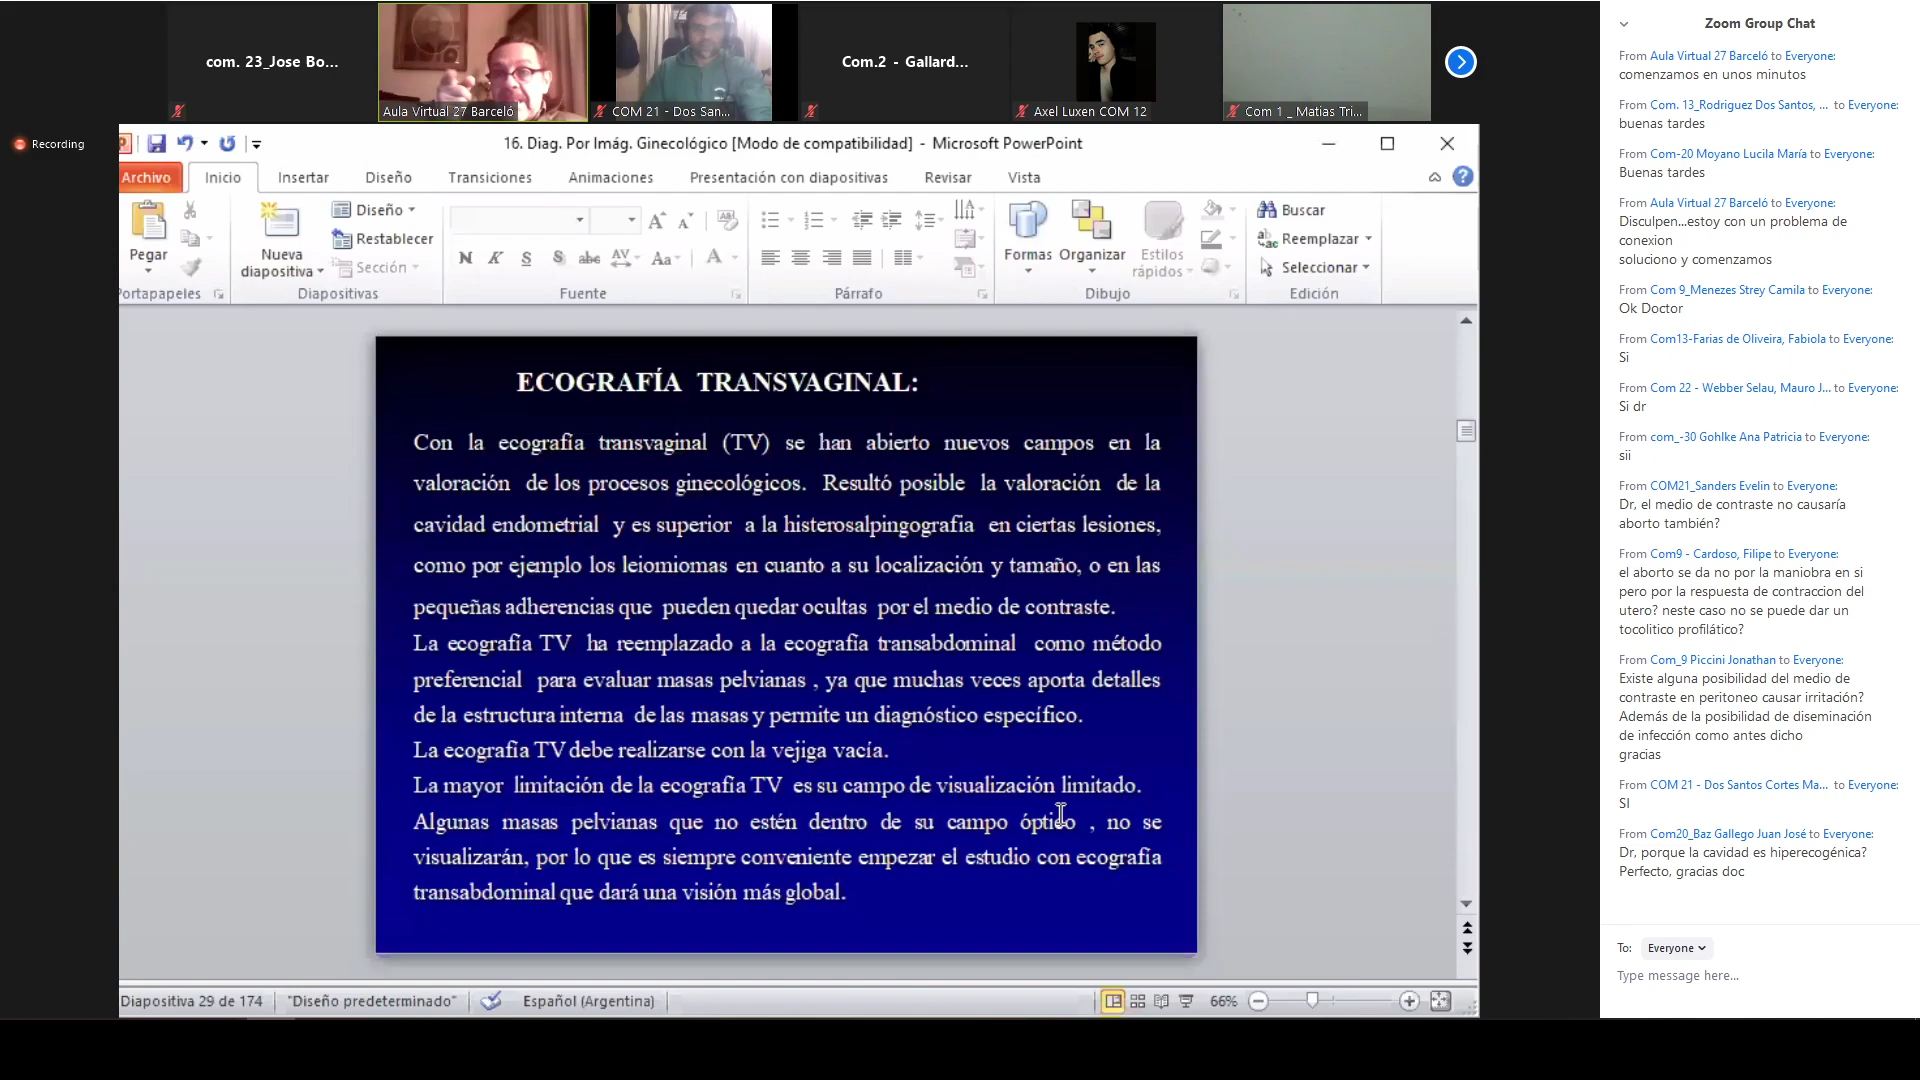 com. 23_Jose Bo...
Aula Virtual 27 Barceló
COM 21 - Dos San...
Com.2 - Gallard...
Axel Luxen COM 12
Com 1 _ Matias Tri...
Recording
16. Diag. Por Imág. Ginecológico [Modo de compatibilidad] - Microsoft PowerPoint
Archivo
Inicio
Insertar
Diseño
Transiciones
Animaciones
Presentación con diapositivas
Revisar
Vista
Pegar
Nueva
diapositiva
Diseño
Restablecer
Sección
N K S S abc AV Aa A
Formas
Organizar
Estilos
rápidos
Buscar
Reemplazar
Seleccionar
Portapapeles
Diapositivas
Fuente
Párrafo
Dibujo
Edición
ECOGRAFÍA TRANSVAGINAL:
Con la ecografía transvaginal (TV) se han abierto nuevos campos en la
valoración de los procesos ginecológicos. Resultó posible la valoración de la
cavidad endometrial y es superior a la histerosalpingografia en ciertas lesiones,
como por ejemplo los leiomiomas en cuanto a su localización y tamaño, o en las
pequeñas adherencias que pueden quedar ocultas por el medio de contraste.
La ecografía TV ha reemplazado a la ecografía transabdominal como método
preferencial para evaluar masas pelvianas , ya que muchas veces aporta detalles
de la estructura interna de las masas y permite un diagnóstico específico.
La ecografía TV debe realizarse con la vejiga vacía.
La mayor limitación de la ecografía TV es su campo de visualización limitado.
Algunas masas pelvianas que no estén dentro de su campo óptico , no se
visualizarán, por lo que es siempre conveniente empezar el estudio con ecografía
transabdominal que dará una visión más global.
Diapositiva 29 de 174
"Diseño predeterminado"
Español (Argentina)
66%
Zoom Group Chat
From Aula Virtual 27 Barceló to Everyone:
comenzamos en unos minutos
From Com. 13_Rodriguez Dos Santos, ... to Everyone:
buenas tardes
From Com-20 Moyano Lucila María to Everyone:
Buenas tardes
From Aula Virtual 27 Barceló to Everyone:
Disculpen...estoy con un problema de
conexion
soluciono y comenzamos
From Com 9_Menezes Strey Camila to Everyone:
Ok Doctor
From Com13-Farias de Oliveira, Fabiola to Everyone:
Si
From Com 22 - Webber Selau, Mauro J... to Everyone:
Si dr
From com_-30 Gohlke Ana Patricia to Everyone:
sii
From COM21_Sanders Evelin to Everyone:
Dr, el medio de contraste no causaría
aborto también?
From Com9 - Cardoso, Filipe to Everyone:
el aborto se da no por la maniobra en si
pero por la respuesta de contraccion del
utero? neste caso no se puede dar un
tocolitico profilático?
From Com_9 Piccini Jonathan to Everyone:
Existe alguna posibilidad del medio de
contraste en peritoneo causar irritación?
Además de la posibilidad de diseminación
de infección como antes dicho
gracias
From COM 21 - Dos Santos Cortes Ma... to Everyone:
SI
From Com20_Baz Gallego Juan José to Everyone:
Dr, porque la cavidad es hiperecogénica?
Perfecto, gracias doc
To: Everyone
Type message here...